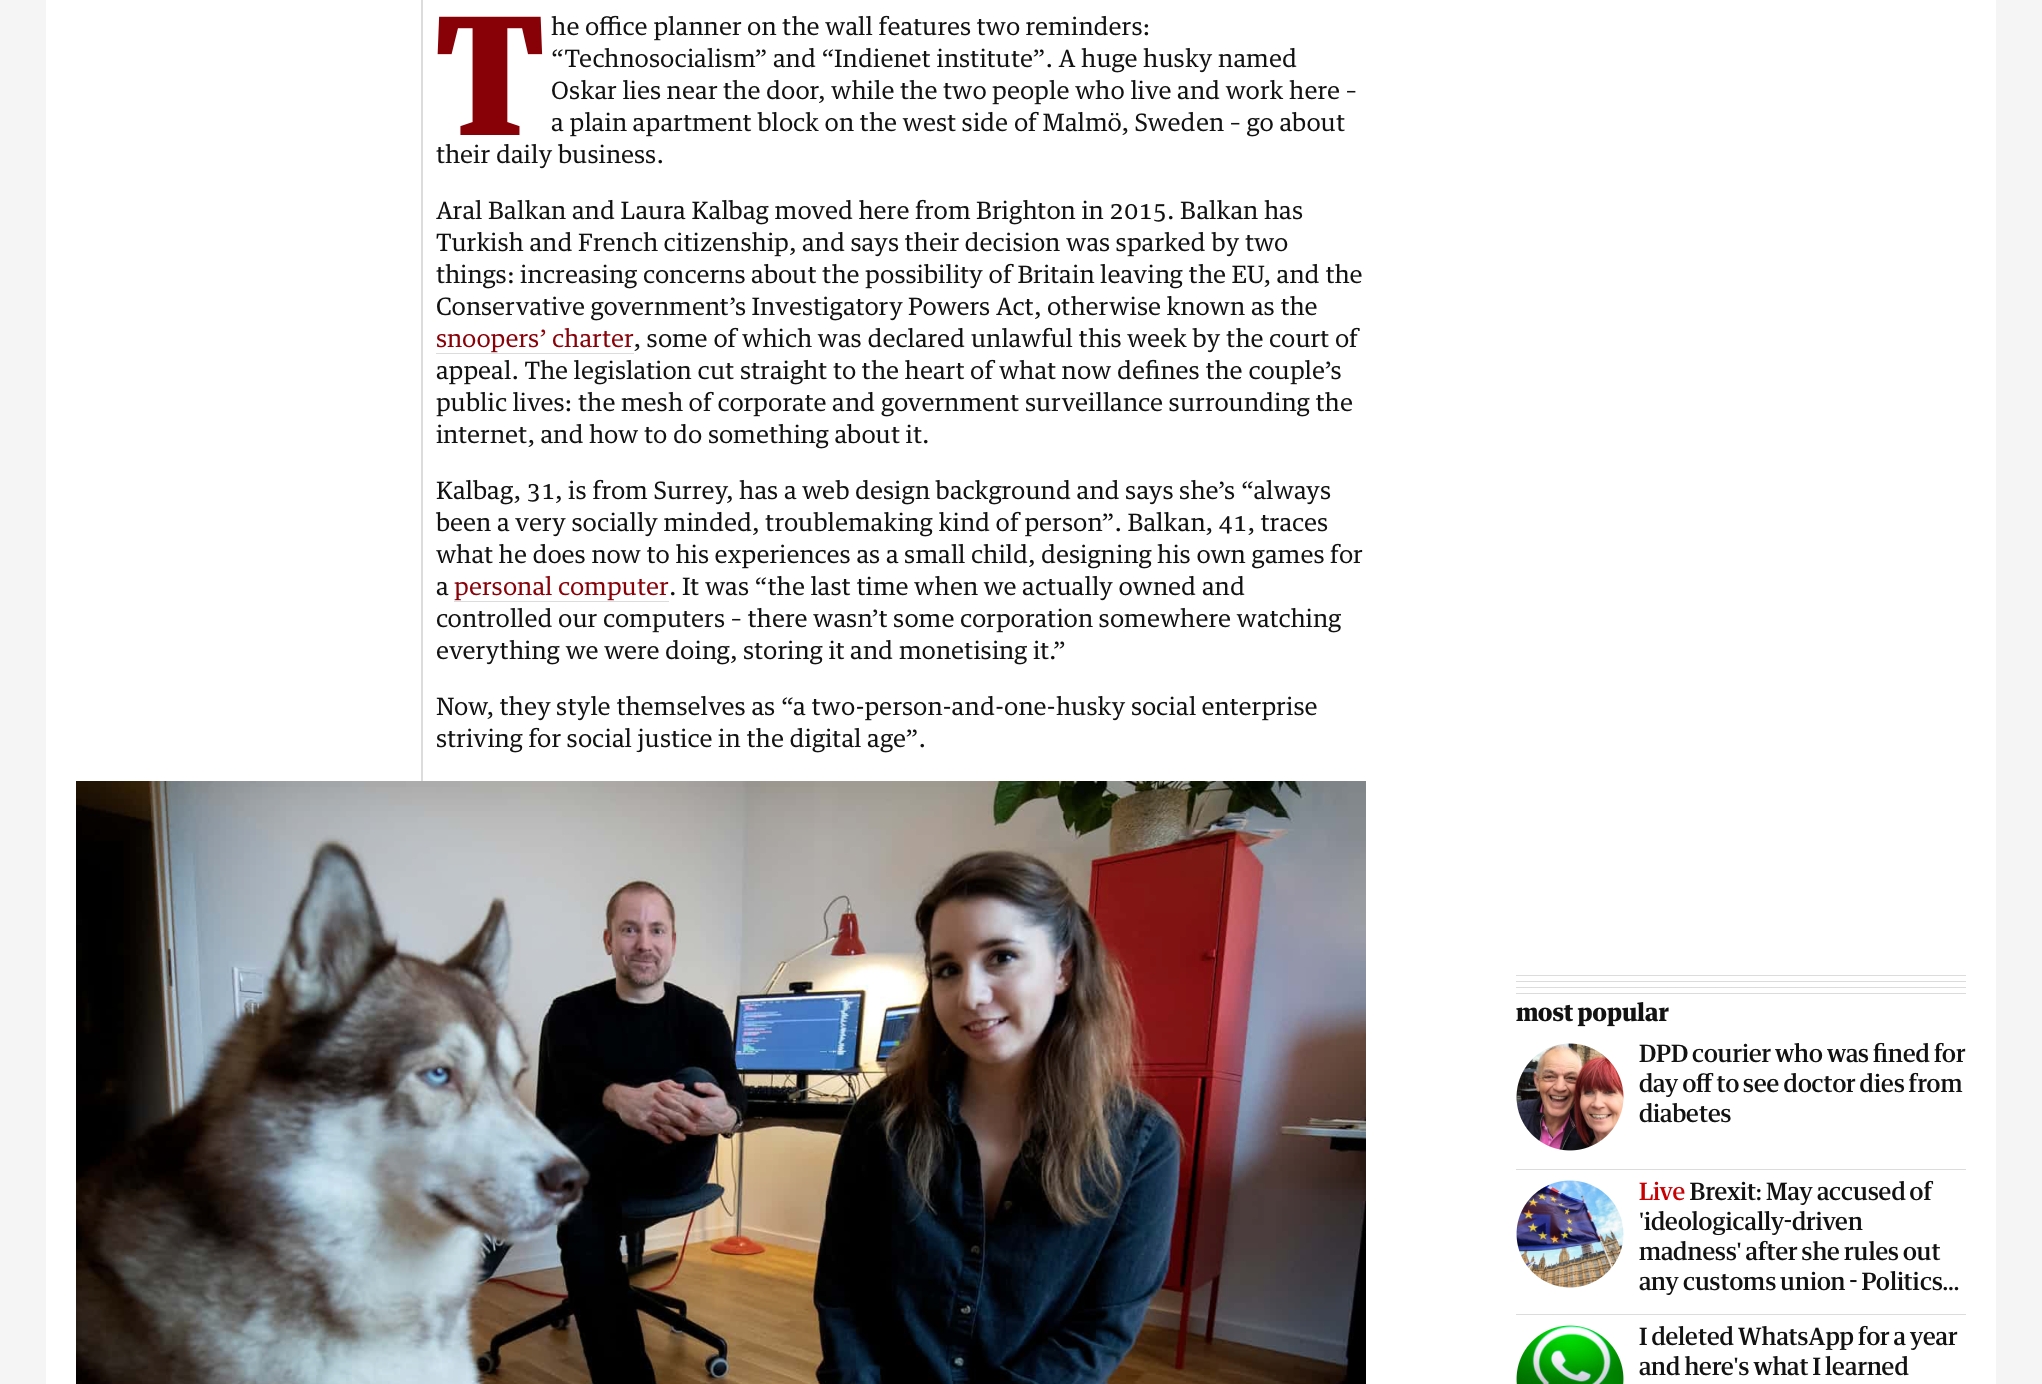 The office planner on the wall features two reminders:
“Technosocialism” and “Indienet institute”. A huge husky named
Oskar lies near the door, while the two people who live and work here –
a plain apartment block on the west side of Malmö, Sweden – go about
their daily business.
Aral Balkan and Laura Kalbag moved here from Brighton in 2015. Balkan has
Turkish and French citizenship, and says their decision was sparked by two
things: increasing concerns about the possibility of Britain leaving the EU, and the
Conservative government’s Investigatory Powers Act, otherwise known as the
snoopers’ charter, some of which was declared unlawful this week by the court of
appeal. The legislation cut straight to the heart of what now defines the couple’s
public lives: the mesh of corporate and government surveillance surrounding the
internet, and how to do something about it.
Kalbag, 31, is from Surrey, has a web design background and says she’s “always
been a very socially minded, troublemaking kind of person”. Balkan, 41, traces
what he does now to his experiences as a small child, designing his own games for
a personal computer. It was “the last time when we actually owned and
controlled our computers – there wasn’t some corporation somewhere watching
everything we were doing, storing it and monetising it.”
Now, they style themselves as “a two-person-and-one-husky social enterprise
striving for social justice in the digital age”.
most popular
DPD courier who was fined for
day off to see doctor dies from
diabetes
Live Brexit: May accused of
'ideologically-driven
madness' after she rules out
any customs union - Politics...
I deleted WhatsApp for a year
and here's what I learned